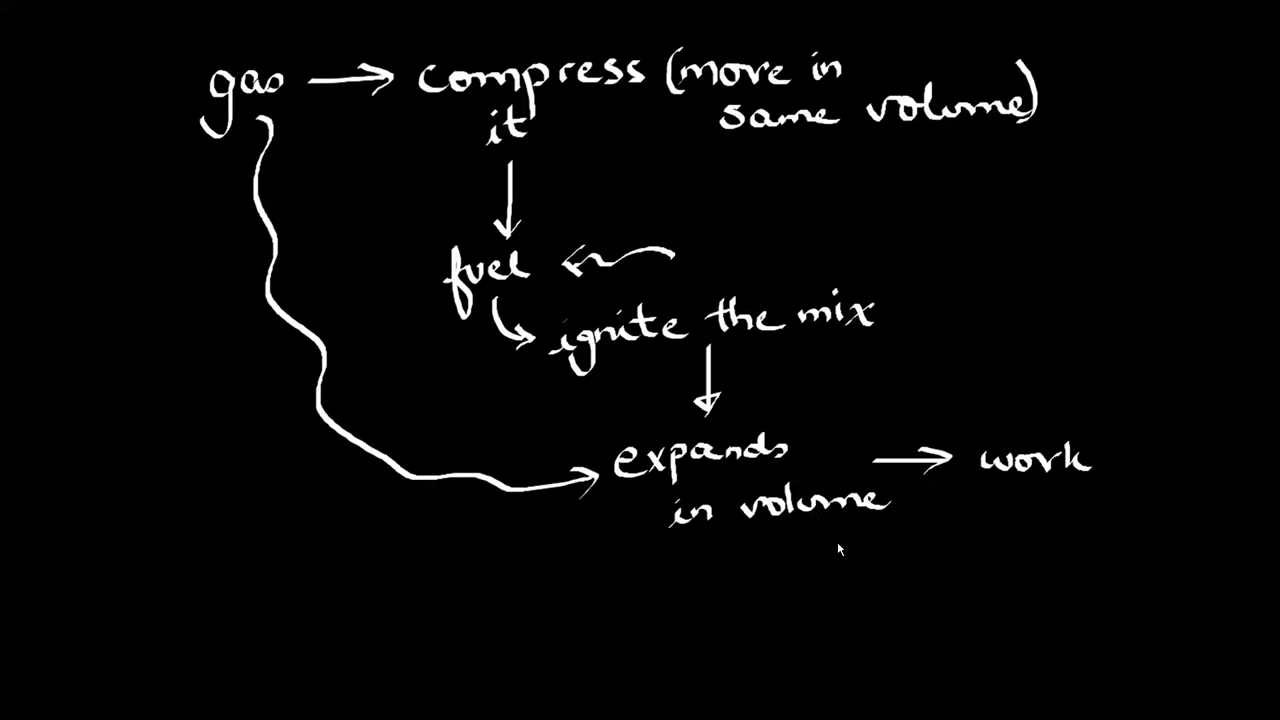 gas → compress (more in
it same volume)
fuel
ignite the mix
expands → work
in volume